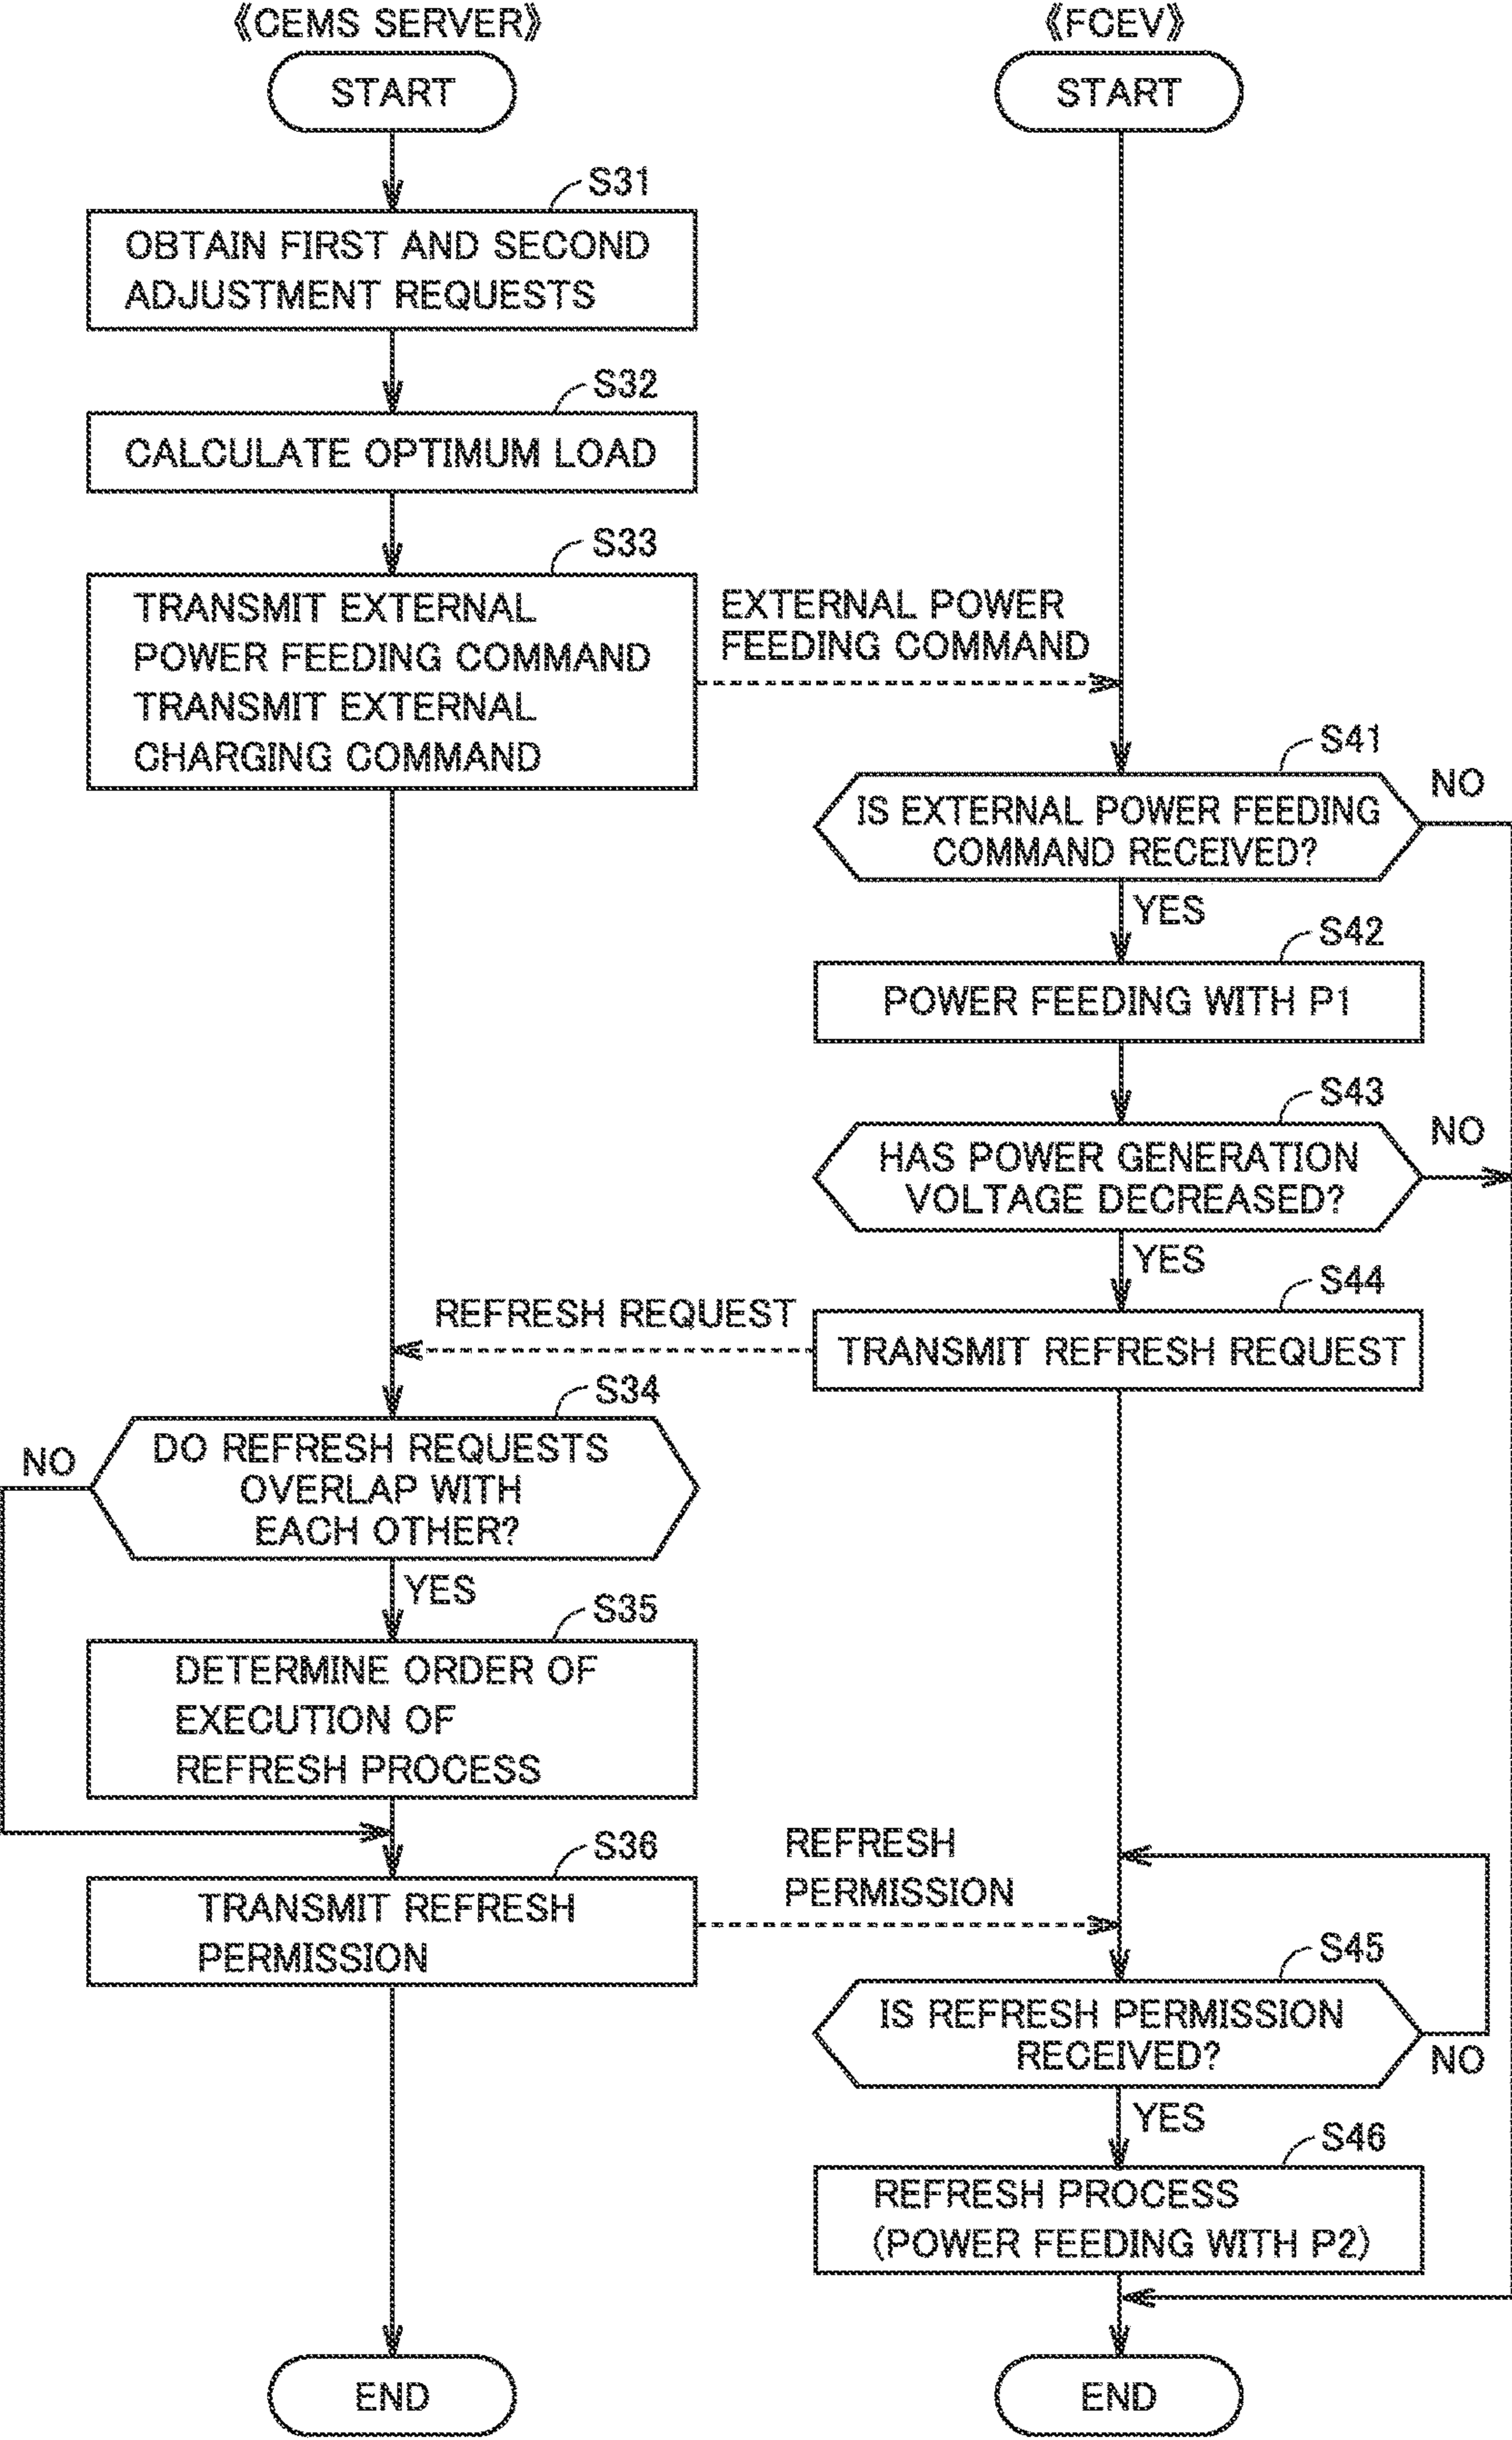 《CEMS SERVER》
START
S31
OBTAIN FIRST AND SECOND
ADJUSTMENT REQUESTS
S32
CALCULATE OPTIMUM LOAD
S33
TRANSMIT EXTERNAL
POWER FEEDING COMMAND
TRANSMIT EXTERNAL
CHARGING COMMAND
EXTERNAL POWER
FEEDING COMMAND
《FCEV》
START
S41
IS EXTERNAL POWER FEEDING
COMMAND RECEIVED?
NO
YES
S42
POWER FEEDING WITH P1
S43
HAS POWER GENERATION
VOLTAGE DECREASED?
NO
YES
S44
TRANSMIT REFRESH REQUEST
REFRESH REQUEST
S34
DO REFRESH REQUESTS
OVERLAP WITH
EACH OTHER?
NO
YES
S35
DETERMINE ORDER OF
EXECUTION OF
REFRESH PROCESS
S36
TRANSMIT REFRESH
PERMISSION
REFRESH
PERMISSION
S45
IS REFRESH PERMISSION
RECEIVED?
NO
YES
S46
REFRESH PROCESS
(POWER FEEDING WITH P2)
END
END